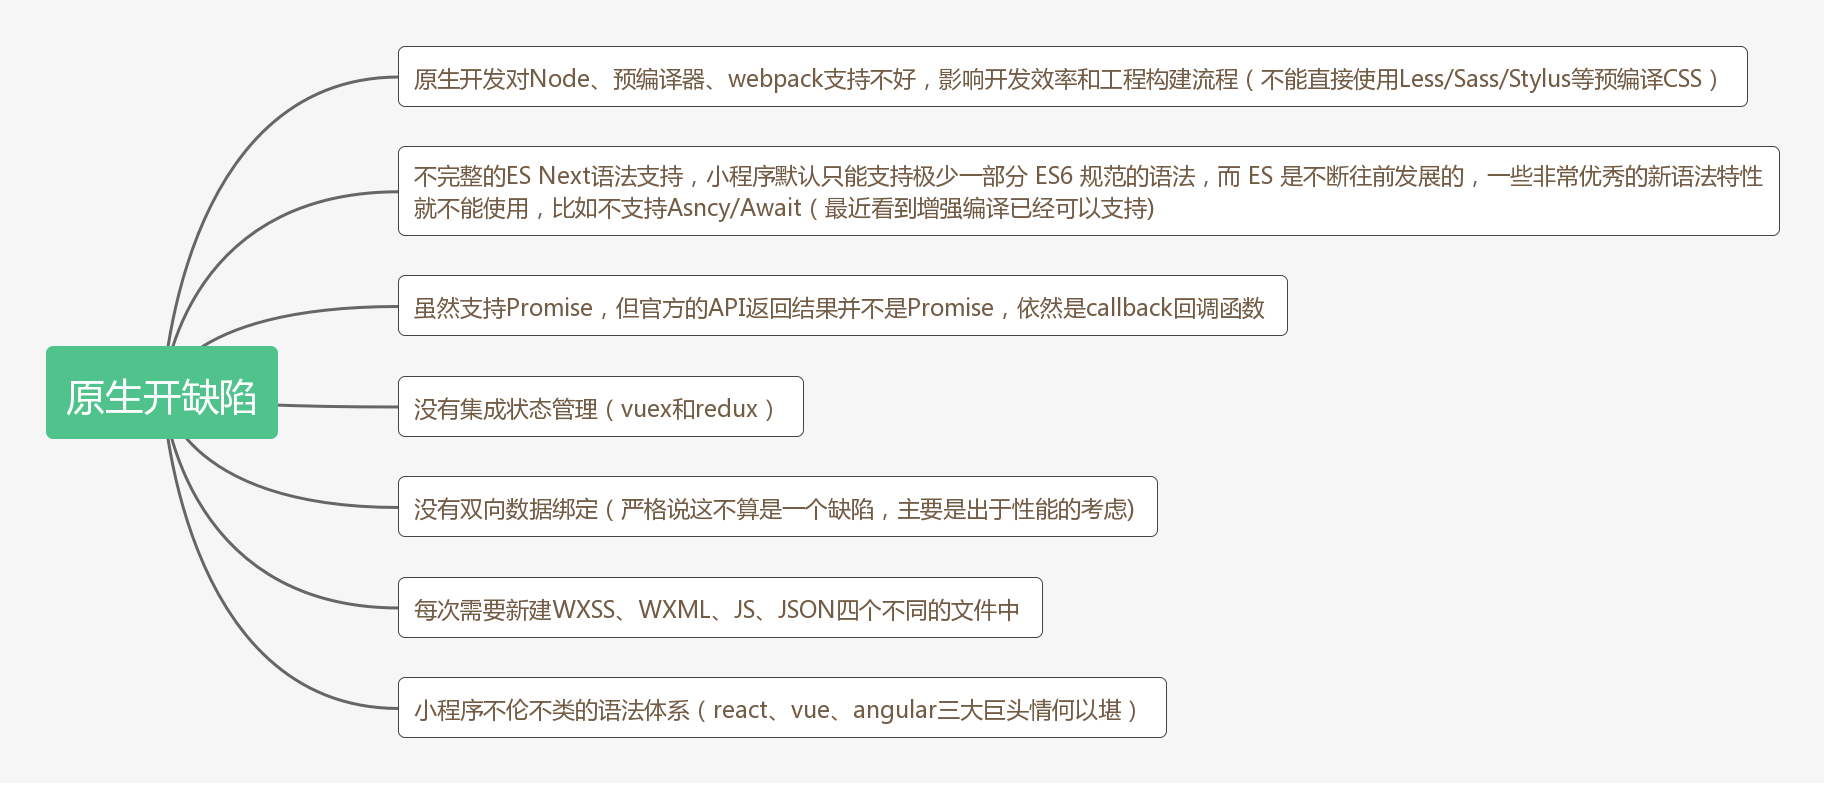 原生开发对Node、预编译器、webpack支持不好，影响开发效率和工程构建流程（不能直接使用Less/Sass/Stylus等预编译CSS）
不完整的ES Next语法支持，小程序默认只能支持极少一部分 ES6 规范的语法，而 ES 是不断往前发展的，一些非常优秀的新语法特性
就不能使用，比如不支持Asncy/Await（最近看到增强编译已经可以支持)
虽然支持Promise，但官方的API返回结果并不是Promise，依然是callback回调函数
原生开缺陷
没有集成状态管理（vuex和redux）
没有双向数据绑定（严格说这不算是一个缺陷，主要是出于性能的考虑)
每次需要新建WXSS、WXML、JS、JSON四个不同的文件中
小程序不伦不类的语法体系（react、vue、angular三大巨头情何以堪）